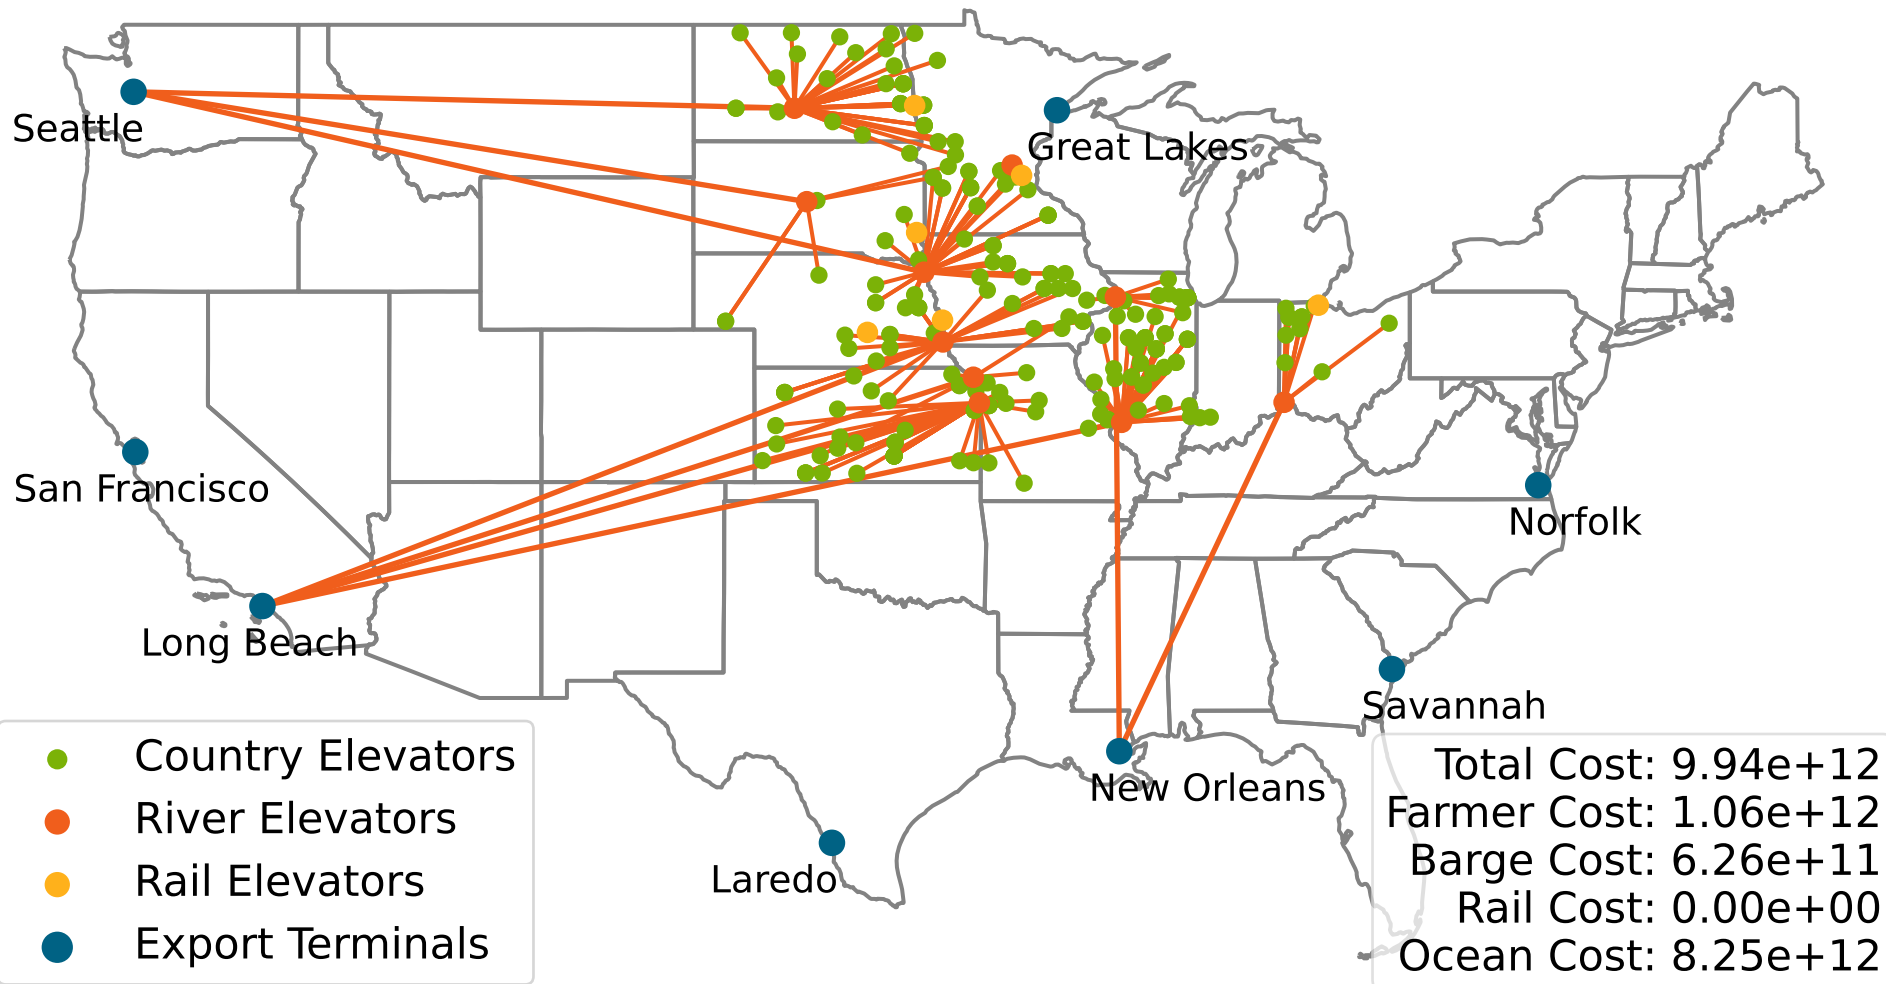 Seattle
Great Lakes
San Francisco
Norfolk
Long Beach
Savannah
New Orleans
Laredo
Country Elevators
River Elevators
Rail Elevators
Export Terminals
Total Cost: 9.94e+12
Farmer Cost: 1.06e+12
Barge Cost: 6.26e+11
Rail Cost: 0.00e+00
Ocean Cost: 8.25e+12